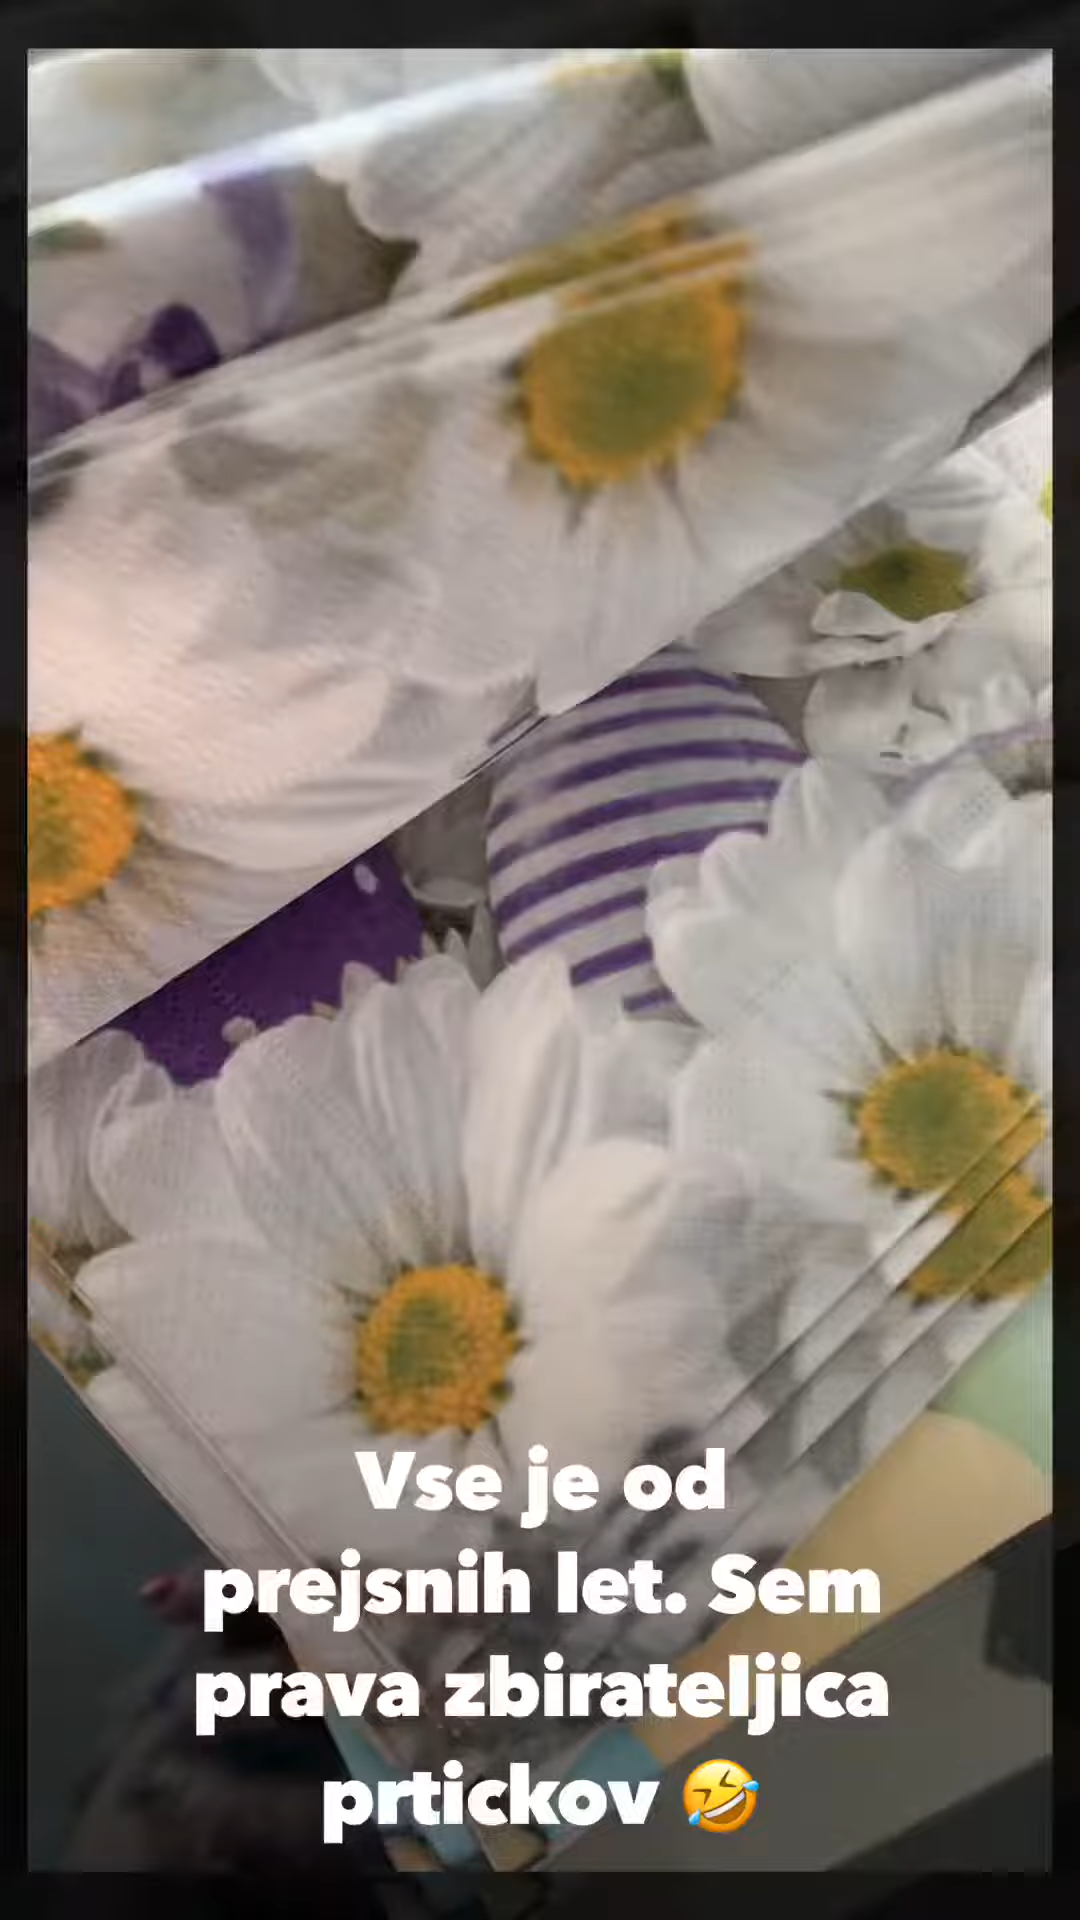 Vse je od
prejsnih let. Sem
prava zbirateljica
prtickov 🤣